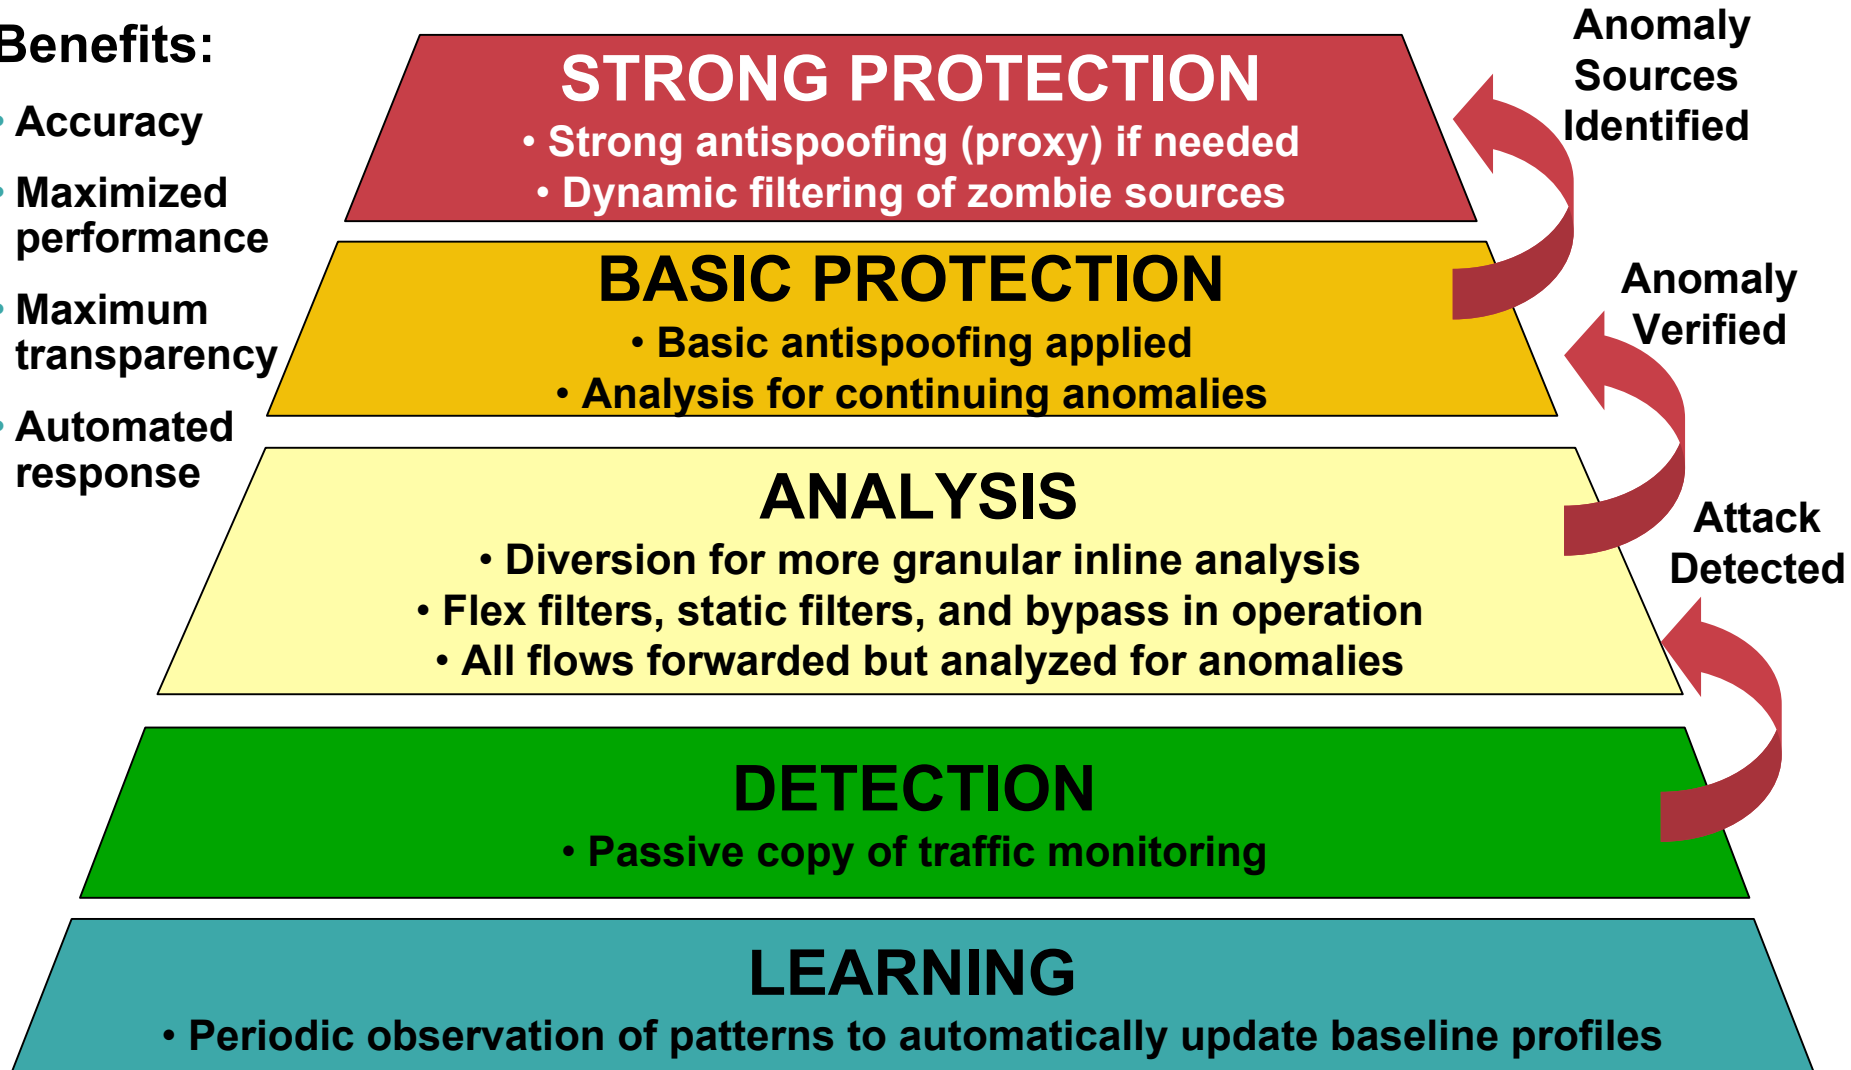 Benefits:
• Accuracy
• Maximized
performance
• Maximum
transparency
• Automated
response
STRONG PROTECTION
• Strong antispoofing (proxy) if needed
• Dynamic filtering of zombie sources
Anomaly
Sources
Identified
BASIC PROTECTION
• Basic antispoofing applied
• Analysis for continuing anomalies
Anomaly
Verified
ANALYSIS
• Diversion for more granular inline analysis
• Flex filters, static filters, and bypass in operation
• All flows forwarded but analyzed for anomalies
Attack
Detected
DETECTION
• Passive copy of traffic monitoring
LEARNING
• Periodic observation of patterns to automatically update baseline profiles